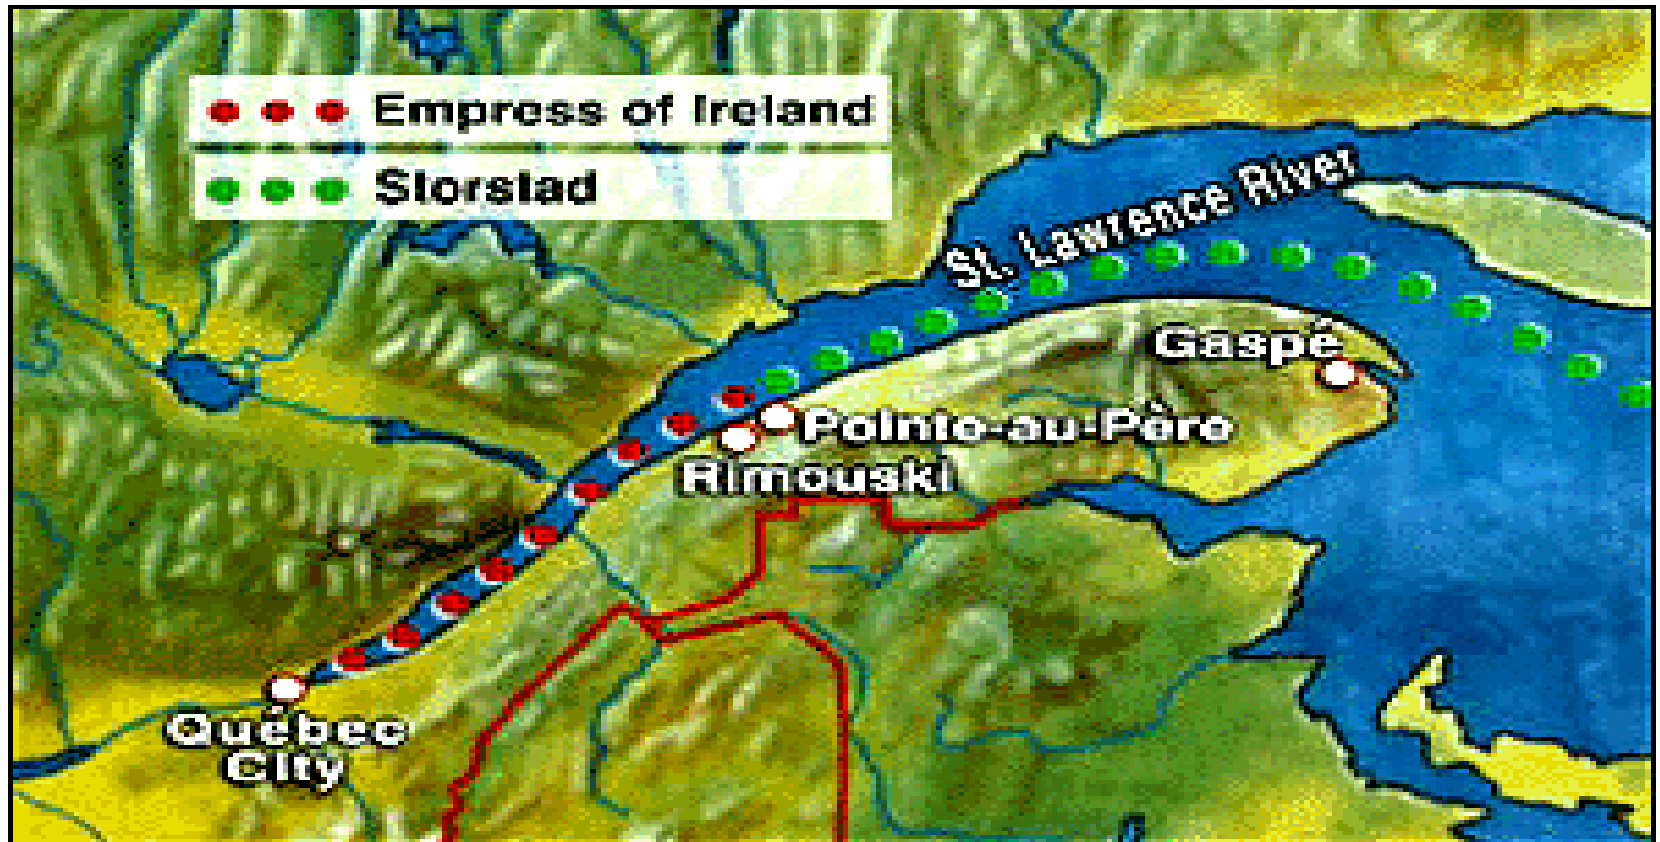 Empress of Ireland
Storstad
St. Lawrence River
Gaspé
Pointe-au-Père
Rimouski
Québec
City